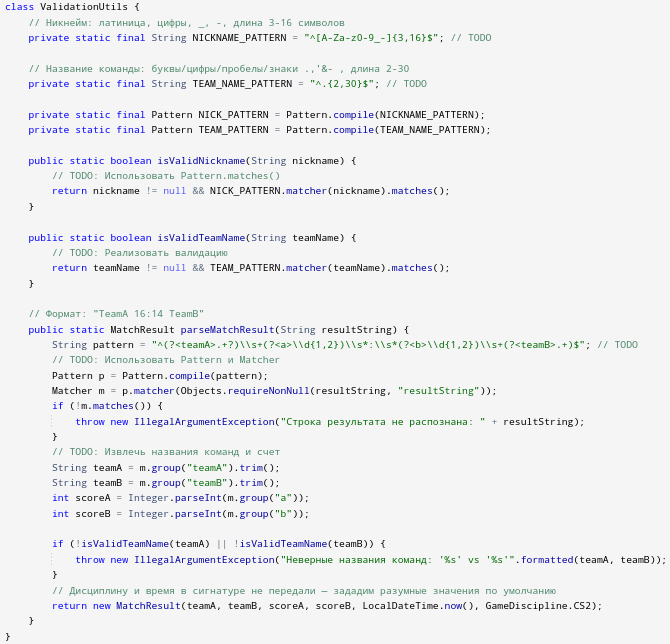 class ValidationUtils {
// Никнейм: латиница, цифры, _, -, длина 3-16 символов
private static final String NICKNAME_PATTERN = "^[A-Za-z0-9_-]{3,16}$"; // TODO
// Название команды: буквы/цифры/пробелы/знаки .,'&- , длина 2-30
private static final String TEAM_NAME_PATTERN = "^.{2,30}$"; // TODO
private static final Pattern NICK_PATTERN = Pattern.compile(NICKNAME_PATTERN);
private static final Pattern TEAM_PATTERN = Pattern.compile(TEAM_NAME_PATTERN);
public static boolean isValidNickname(String nickname) {
// TODO: Использовать Pattern.matches()
return nickname != null && NICK_PATTERN.matcher(nickname).matches();
}
public static boolean isValidTeamName(String teamName) {
// TODO: Реализовать валидацию
return teamName != null && TEAM_PATTERN.matcher(teamName).matches();
}
// Формат: "TeamA 16:14 TeamB"
public static MatchResult parseMatchResult(String resultString) {
String pattern = "^(?<teamA>.+?)\\s+(?<a>\\d{1,2})\\s*:\\s*(?<b>\\d{1,2})\\s+(?<teamB>.+)$"; // TODO
// TODO: Использовать Pattern и Matcher
Pattern p = Pattern.compile(pattern);
Matcher m = p.matcher(Objects.requireNonNull(resultString, "resultString"));
if (!m.matches()) {
throw new IllegalArgumentException("Строка результата не распознана: " + resultString);
}
// TODO: Извлечь названия команд и счет
String teamA = m.group("teamA").trim();
String teamB = m.group("teamB").trim();
int scoreA = Integer.parseInt(m.group("a"));
int scoreB = Integer.parseInt(m.group("b"));
if (!isValidTeamName(teamA) || !isValidTeamName(teamB)) {
throw new IllegalArgumentException("Неверные названия команд: '%s' vs '%s'".formatted(teamA, teamB));
}
// Дисциплину и время в сигнатуре не передали — зададим разумные значения по умолчанию
return new MatchResult(teamA, teamB, scoreA, scoreB, LocalDateTime.now(), GameDiscipline.CS2);
}
}